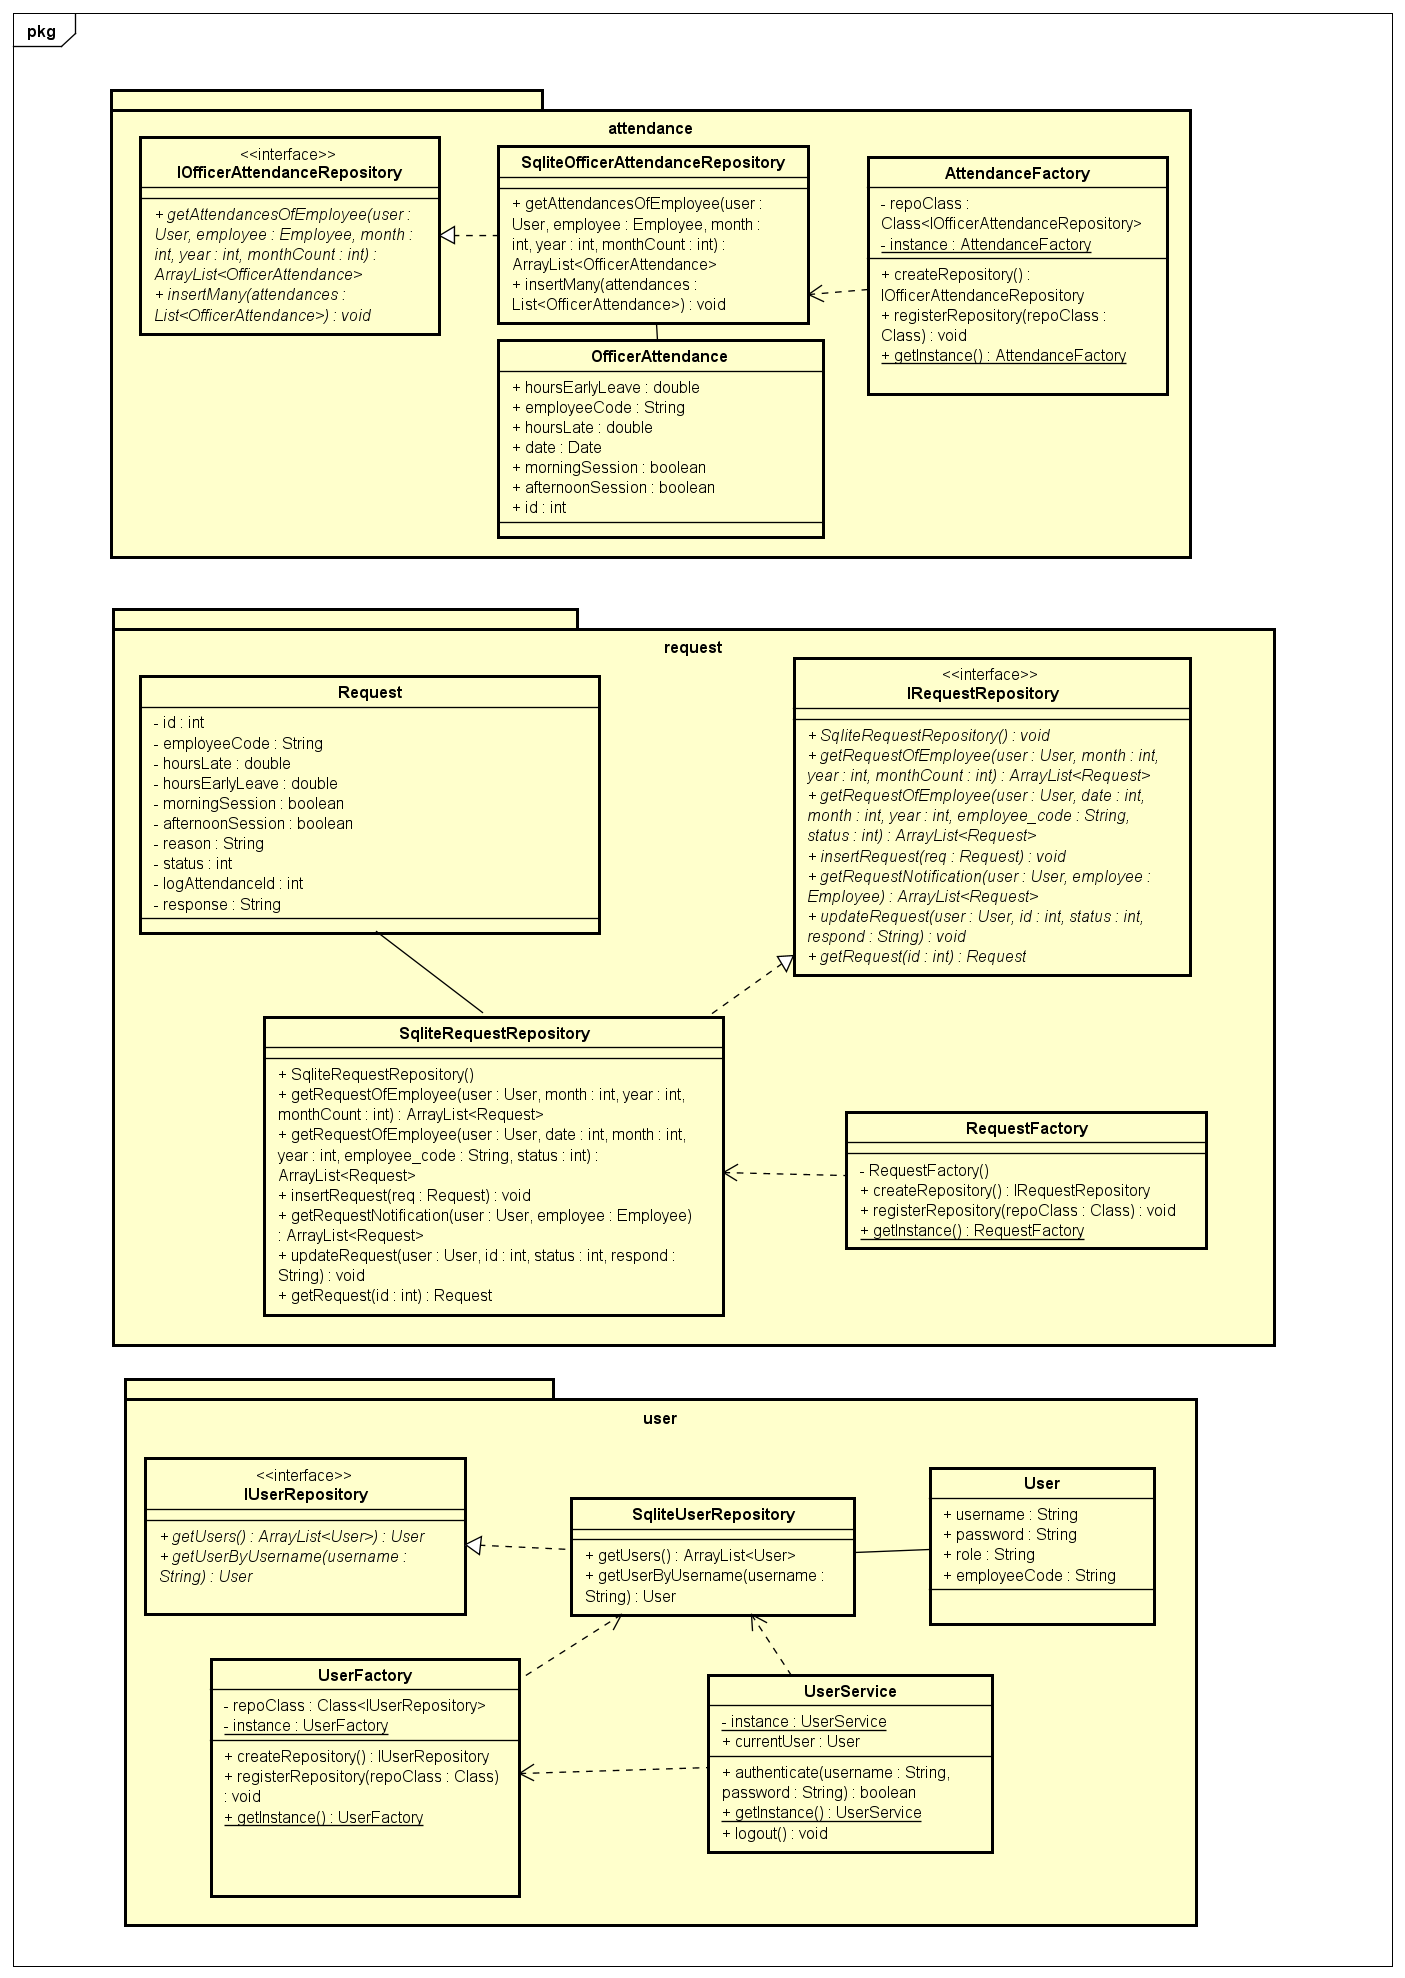 pkg
attendance
<<interface>>
IOfficerAttendanceRepository
+ getAttendancesOfEmployee(user :
User, employee : Employee, month :
int, year : int, monthCount : int) :
ArrayList<OfficerAttendance>
+ insertMany(attendances :
List<OfficerAttendance>) : void
SqliteOfficerAttendanceRepository
+ getAttendancesOfEmployee(user :
User, employee : Employee, month :
int, year : int, monthCount : int) :
ArrayList<OfficerAttendance>
+ insertMany(attendances :
List<OfficerAttendance>) : void
AttendanceFactory
- repoClass :
Class<IOfficerAttendanceRepository>
- instance : AttendanceFactory
+ createRepository() :
IOfficerAttendanceRepository
+ registerRepository(repoClass :
Class) : void
+ getInstance() : AttendanceFactory
OfficerAttendance
+ hoursEarlyLeave : double
+ employeeCode : String
+ hoursLate : double
+ date : Date
+ morningSession : boolean
+ afternoonSession : boolean
+ id : int
request
Request
- id : int
- employeeCode : String
- hoursLate : double
- hoursEarlyLeave : double
- morningSession : boolean
- afternoonSession : boolean
- reason : String
- status : int
- logAttendanceId : int
- response : String
<<interface>>
IRequestRepository
+ SqliteRequestRepository() : void
+ getRequestOfEmployee(user : User, month : int,
year : int, monthCount : int) : ArrayList<Request>
+ getRequestOfEmployee(user : User, date : int,
month : int, year : int, employee_code : String,
status : int) : ArrayList<Request>
+ insertRequest(req : Request) : void
+ getRequestNotification(user : User, employee :
Employee) : ArrayList<Request>
+ updateRequest(user : User, id : int, status : int,
respond : String) : void
+ getRequest(id : int) : Request
SqliteRequestRepository
+ SqliteRequestRepository()
+ getRequestOfEmployee(user : User, month : int, year : int,
monthCount : int) : ArrayList<Request>
+ getRequestOfEmployee(user : User, date : int, month : int,
year : int, employee_code : String, status : int) :
ArrayList<Request>
+ insertRequest(req : Request) : void
+ getRequestNotification(user : User, employee : Employee)
: ArrayList<Request>
+ updateRequest(user : User, id : int, status : int, respond :
String) : void
+ getRequest(id : int) : Request
RequestFactory
- RequestFactory()
+ createRepository() : IRequestRepository
+ registerRepository(repoClass : Class) : void
+ getInstance() : RequestFactory
user
<<interface>>
IUserRepository
+ getUsers() : ArrayList<User>) : User
+ getUserByUsername(username :
String) : User
SqliteUserRepository
+ getUsers() : ArrayList<User>
+ getUserByUsername(username :
String) : User
User
+ username : String
+ password : String
+ role : String
+ employeeCode : String
UserFactory
- repoClass : Class<IUserRepository>
- instance : UserFactory
+ createRepository() : IUserRepository
+ registerRepository(repoClass : Class)
: void
+ getInstance() : UserFactory
UserService
- instance : UserService
+ currentUser : User
+ authenticate(username : String,
password : String) : boolean
+ getInstance() : UserService
+ logout() : void